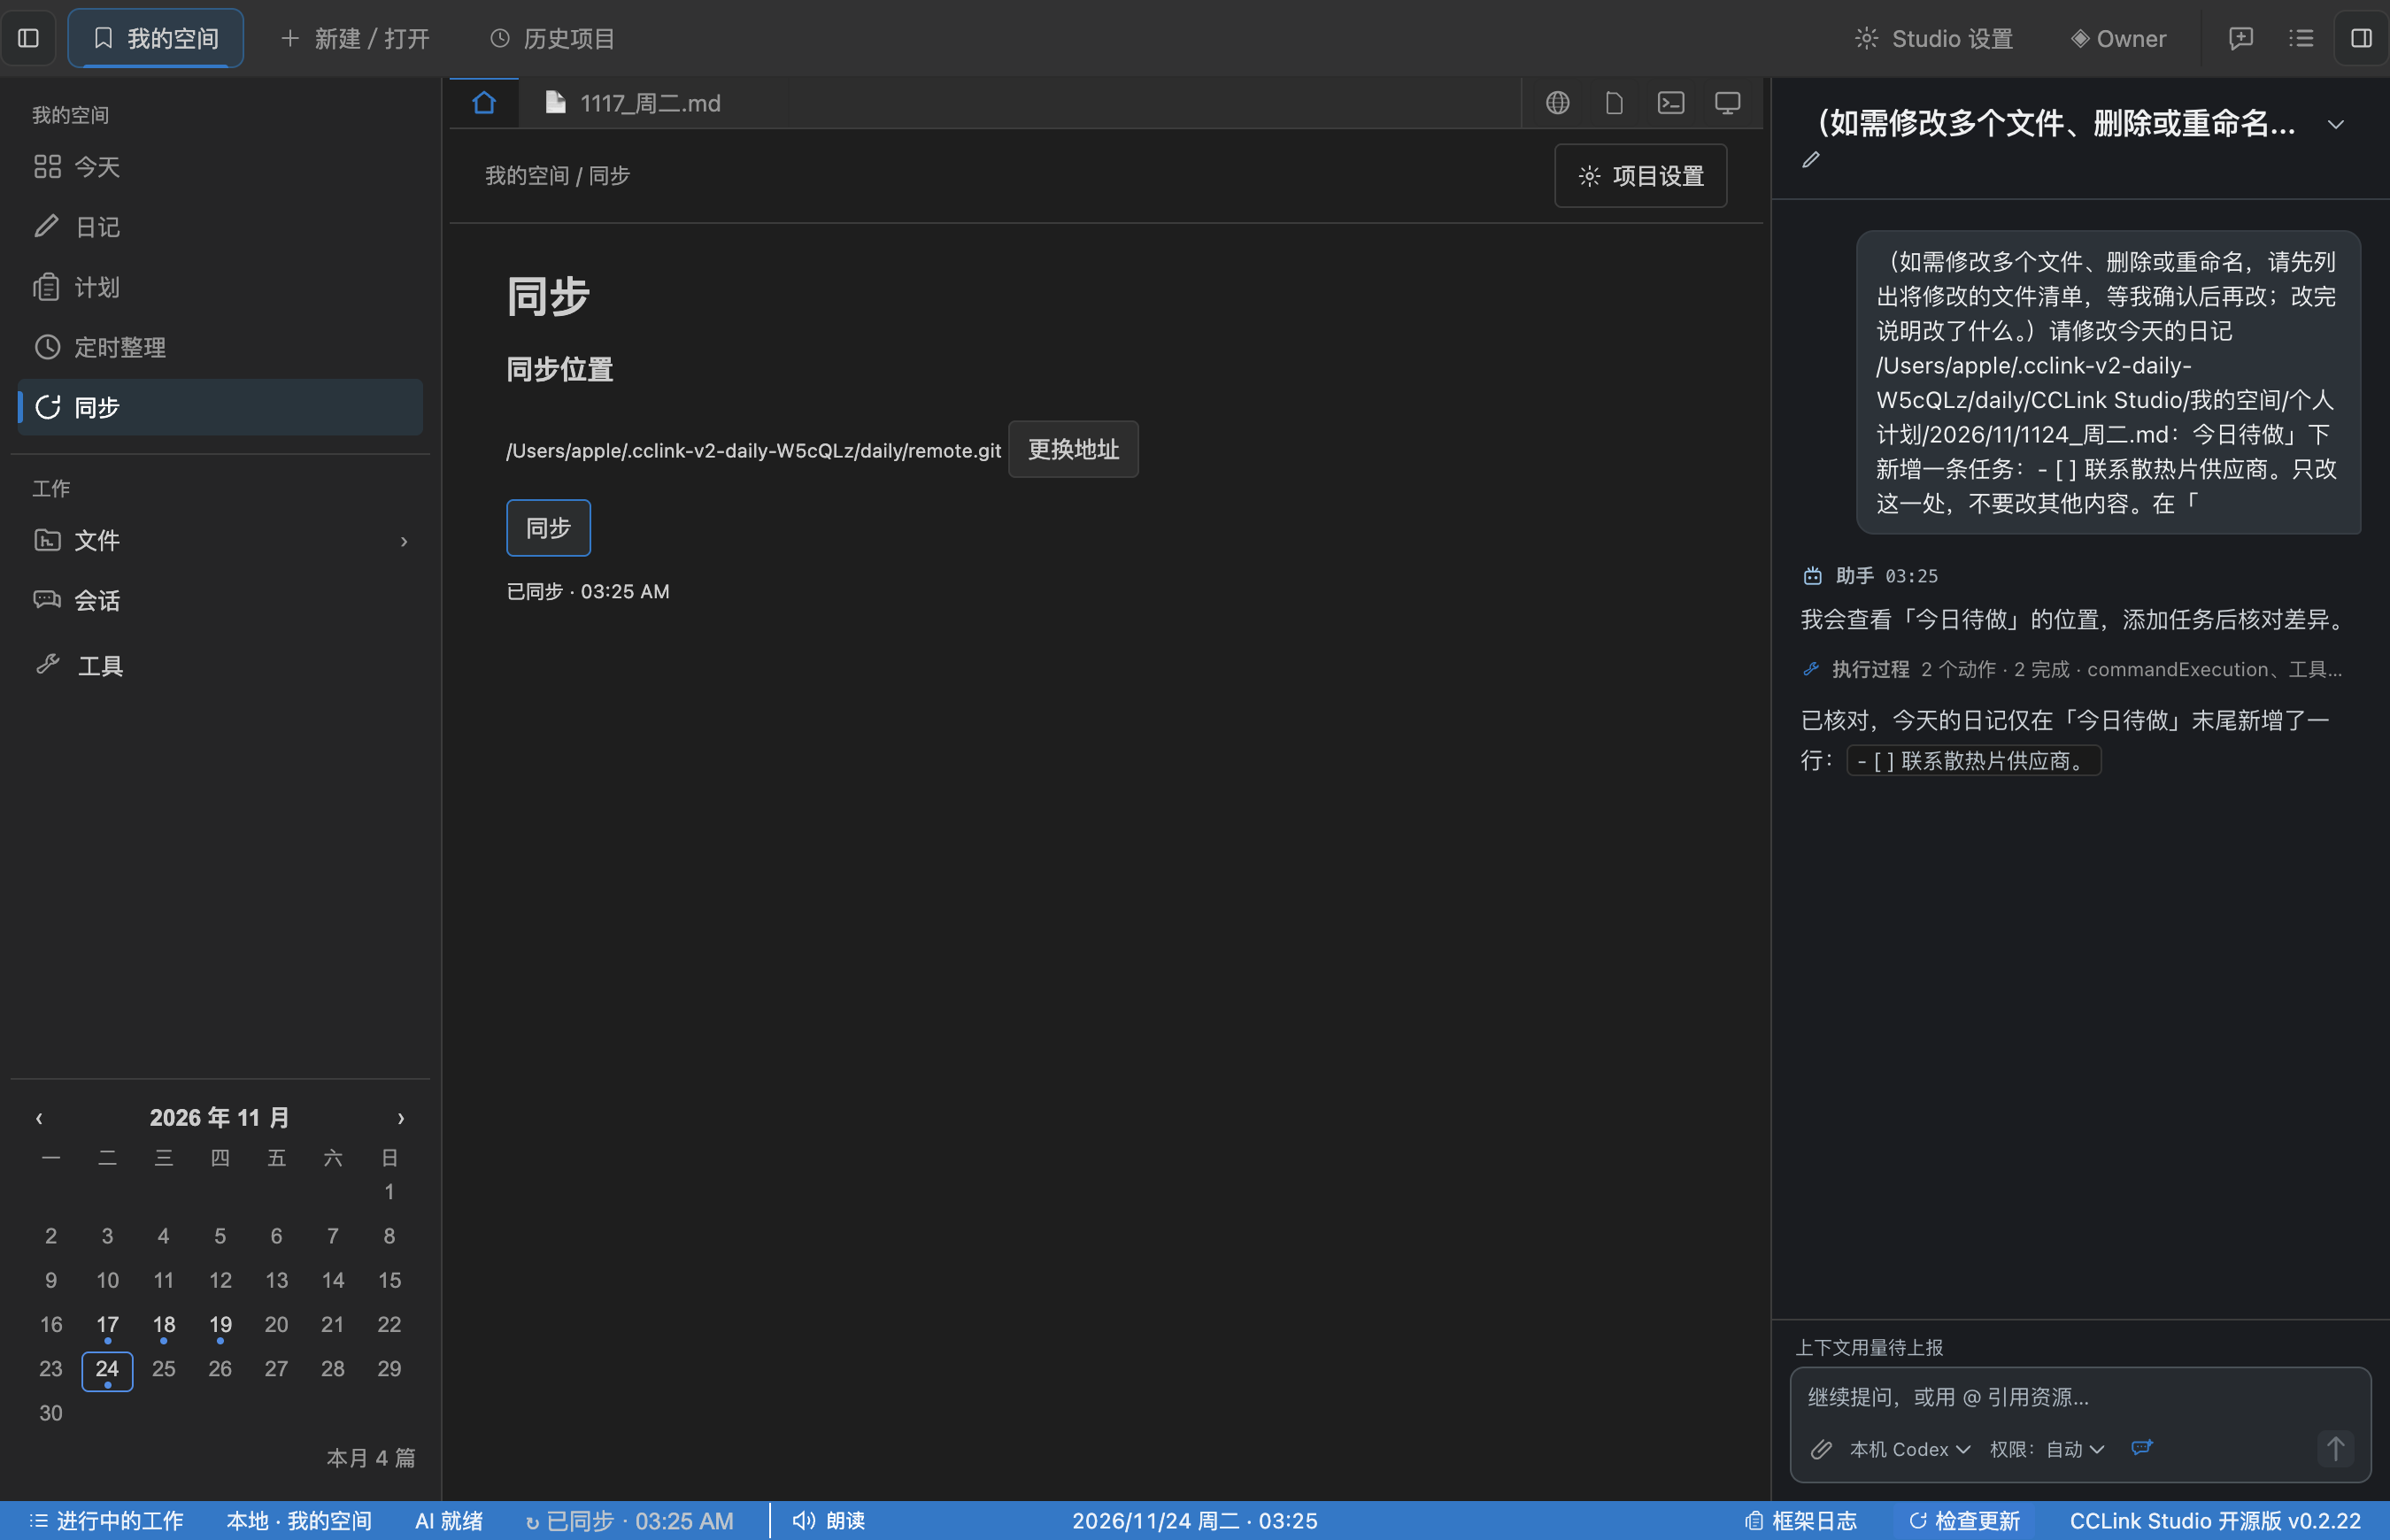 我的空间
新建 / 打开
历史项目
Studio 设置
Owner
我的空间
今天
日记
计划
定时整理
同步
工作
文件
会话
工具
2026 年 11 月
一 二 三 四 五 六 日
1
2 3 4 5 6 7 8
9 10 11 12 13 14 15
16 17 18 19 20 21 22
23 24 25 26 27 28 29
30
本月 4 篇
1117_周二.md
我的空间 / 同步
项目设置
同步
同步位置
/Users/apple/.cclink-v2-daily-W5cQLz/daily/remote.git
更换地址
同步
已同步 · 03:25 AM
（如需修改多个文件、删除或重命名...
（如需修改多个文件、删除或重命名，请先列
出将修改的文件清单，等我确认后再改；改完
说明改了什么。）请修改今天的日记
/Users/apple/.cclink-v2-daily-
W5cQLz/daily/CCLink Studio/我的空间/个人
计划/2026/11/1124_周二.md：今日待做」下
新增一条任务：- [ ] 联系散热片供应商。只改
这一处，不要改其他内容。在「
助手 03:25
我会查看「今日待做」的位置，添加任务后核对差异。
执行过程 2 个动作 · 2 完成 · commandExecution、工具...
已核对，今天的日记仅在「今日待做」末尾新增了一
行： - [ ] 联系散热片供应商。
上下文用量待上报
继续提问，或用 @ 引用资源...
本机 Codex 权限：自动
进行中的工作
本地 · 我的空间
AI 就绪
已同步 · 03:25 AM
朗读
2026/11/24 周二 · 03:25
框架日志
检查更新
CCLink Studio 开源版 v0.2.22